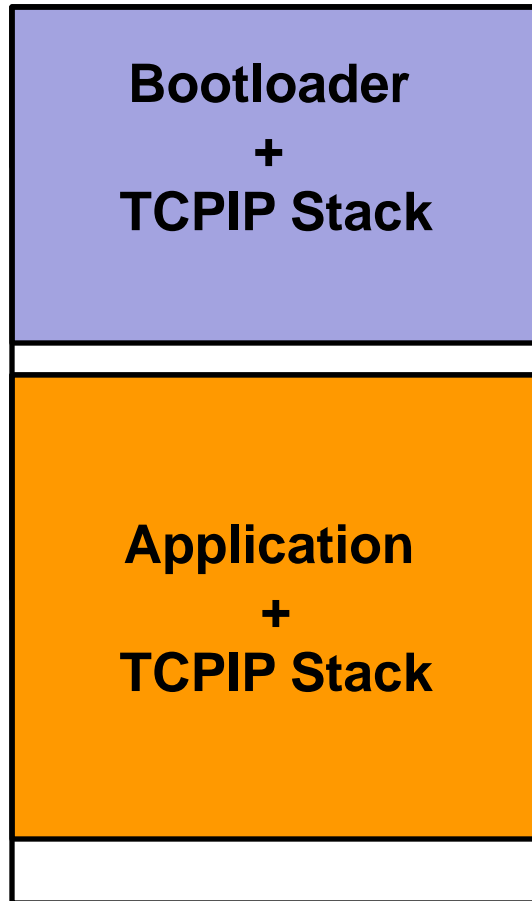 Bootloader
+
TCPIP Stack
Application
+
TCPIP Stack